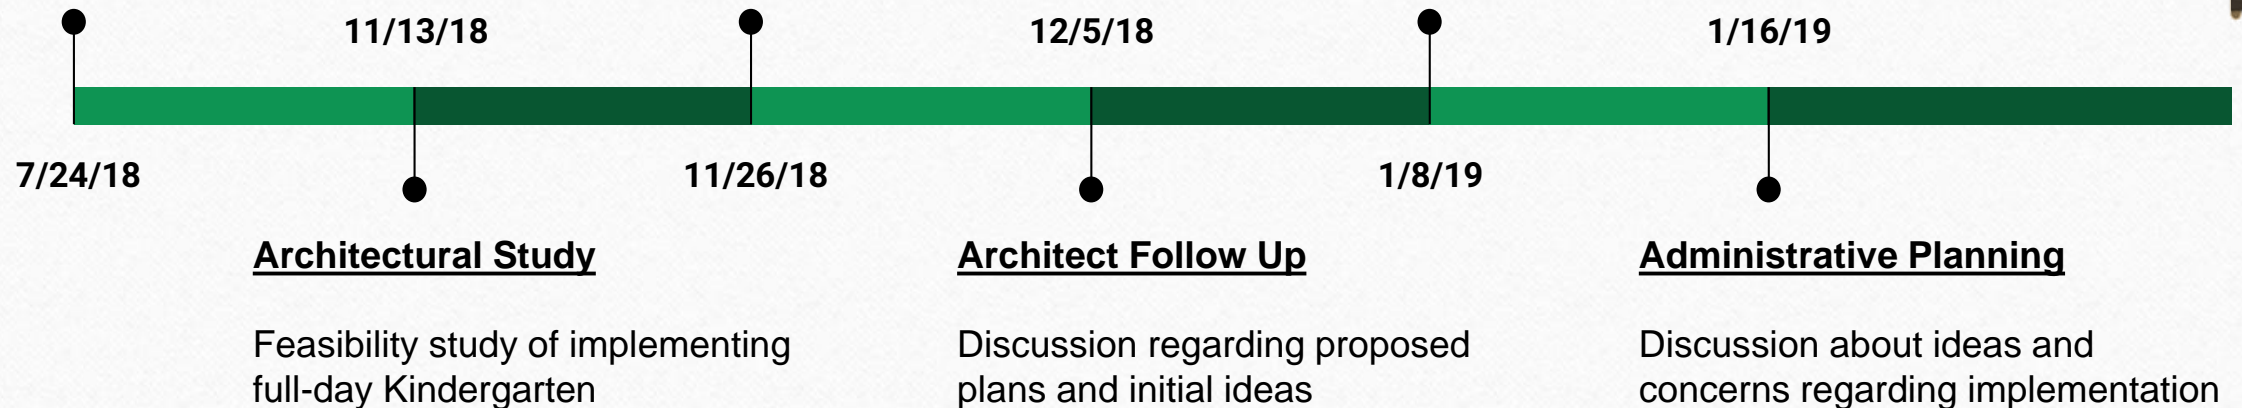 11/13/18
12/5/18
1/16/19
7/24/18
11/26/18
1/8/19
Architectural Study
Feasibility study of implementing
full-day Kindergarten
Architect Follow Up
Discussion regarding proposed
plans and initial ideas
Administrative Planning
Discussion about ideas and
concerns regarding implementation